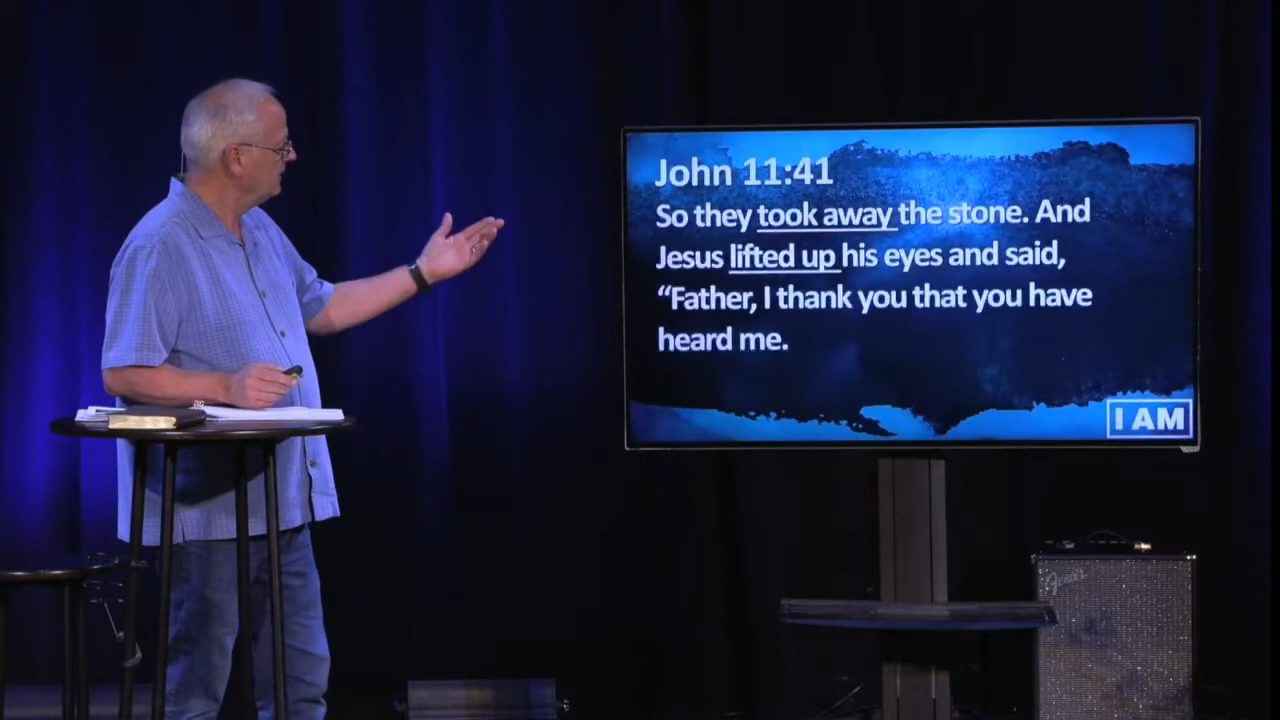 John 11:41
So they took away the stone. And
Jesus lifted up his eyes and said,
“Father, I thank you that you have
heard me.
I AM
Fender